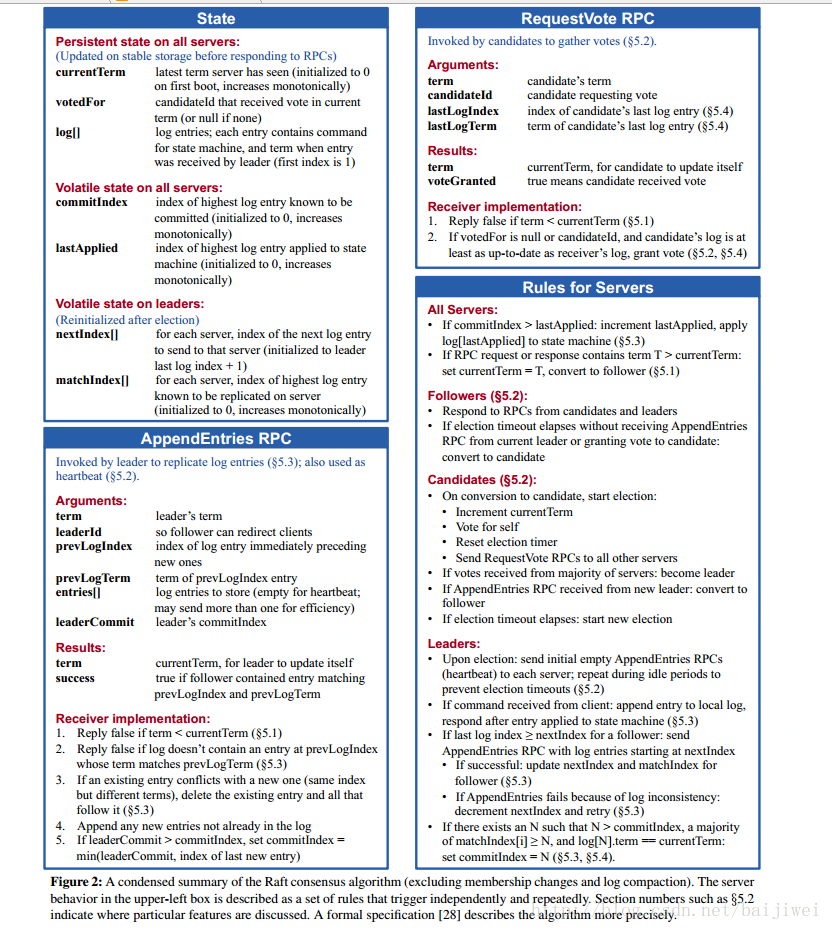 State
Persistent state on all servers:
(Updated on stable storage before responding to RPCs)
currentTerm latest term server has seen (initialized to 0
on first boot, increases monotonically)
votedFor candidateId that received vote in current
term (or null if none)
log[] log entries; each entry contains command
for state machine, and term when entry
was received by leader (first index is 1)
Volatile state on all servers:
commitIndex index of highest log entry known to be
committed (initialized to 0, increases
monotonically)
lastApplied index of highest log entry applied to state
machine (initialized to 0, increases
monotonically)
Volatile state on leaders:
(Reinitialized after election)
nextIndex[] for each server, index of the next log entry
to send to that server (initialized to leader
last log index + 1)
matchIndex[] for each server, index of highest log entry
known to be replicated on server
(initialized to 0, increases monotonically)
AppendEntries RPC
Invoked by leader to replicate log entries (§5.3); also used as
heartbeat (§5.2).
Arguments:
term leader's term
leaderId so follower can redirect clients
prevLogIndex index of log entry immediately preceding
new ones
prevLogTerm term of prevLogIndex entry
entries[] log entries to store (empty for heartbeat;
may send more than one for efficiency)
leaderCommit leader's commitIndex
Results:
term currentTerm, for leader to update itself
success true if follower contained entry matching
prevLogIndex and prevLogTerm
Receiver implementation:
1. Reply false if term < currentTerm (§5.1)
2. Reply false if log doesn't contain an entry at prevLogIndex
whose term matches prevLogTerm (§5.3)
3. If an existing entry conflicts with a new one (same index
but different terms), delete the existing entry and all that
follow it (§5.3)
4. Append any new entries not already in the log
5. If leaderCommit > commitIndex, set commitIndex =
min(leaderCommit, index of last new entry)
RequestVote RPC
Invoked by candidates to gather votes (§5.2).
Arguments:
term candidate's term
candidateId candidate requesting vote
lastLogIndex index of candidate's last log entry (§5.4)
lastLogTerm term of candidate's last log entry (§5.4)
Results:
term currentTerm, for candidate to update itself
voteGranted true means candidate received vote
Receiver implementation:
1. Reply false if term < currentTerm (§5.1)
2. If votedFor is null or candidateId, and candidate's log is at
least as up-to-date as receiver's log, grant vote (§5.2, §5.4)
Rules for Servers
All Servers:
• If commitIndex > lastApplied: increment lastApplied, apply
log[lastApplied] to state machine (§5.3)
• If RPC request or response contains term T > currentTerm:
set currentTerm = T, convert to follower (§5.1)
Followers (§5.2):
• Respond to RPCs from candidates and leaders
• If election timeout elapses without receiving AppendEntries
RPC from current leader or granting vote to candidate:
convert to candidate
Candidates (§5.2):
• On conversion to candidate, start election:
• Increment currentTerm
• Vote for self
• Reset election timer
• Send RequestVote RPCs to all other servers
• If votes received from majority of servers: become leader
• If AppendEntries RPC received from new leader: convert to
follower
• If election timeout elapses: start new election
Leaders:
• Upon election: send initial empty AppendEntries RPCs
(heartbeat) to each server; repeat during idle periods to
prevent election timeouts (§5.2)
• If command received from client: append entry to local log,
respond after entry applied to state machine (§5.3)
• If last log index ≥ nextIndex for a follower: send
AppendEntries RPC with log entries starting at nextIndex
• If successful: update nextIndex and matchIndex for
follower (§5.3)
• If AppendEntries fails because of log inconsistency:
decrement nextIndex and retry (§5.3)
• If there exists an N such that N > commitIndex, a majority
of matchIndex[i] ≥ N, and log[N].term == currentTerm:
set commitIndex = N (§5.3, §5.4).
Figure 2: A condensed summary of the Raft consensus algorithm (excluding membership changes and log compaction). The server
behavior in the upper-left box is described as a set of rules that trigger independently and repeatedly. Section numbers such as §5.2
indicate where particular features are discussed. A formal specification [28] describes the algorithm more precisely.
http://blog.csdn.net/baijiwei